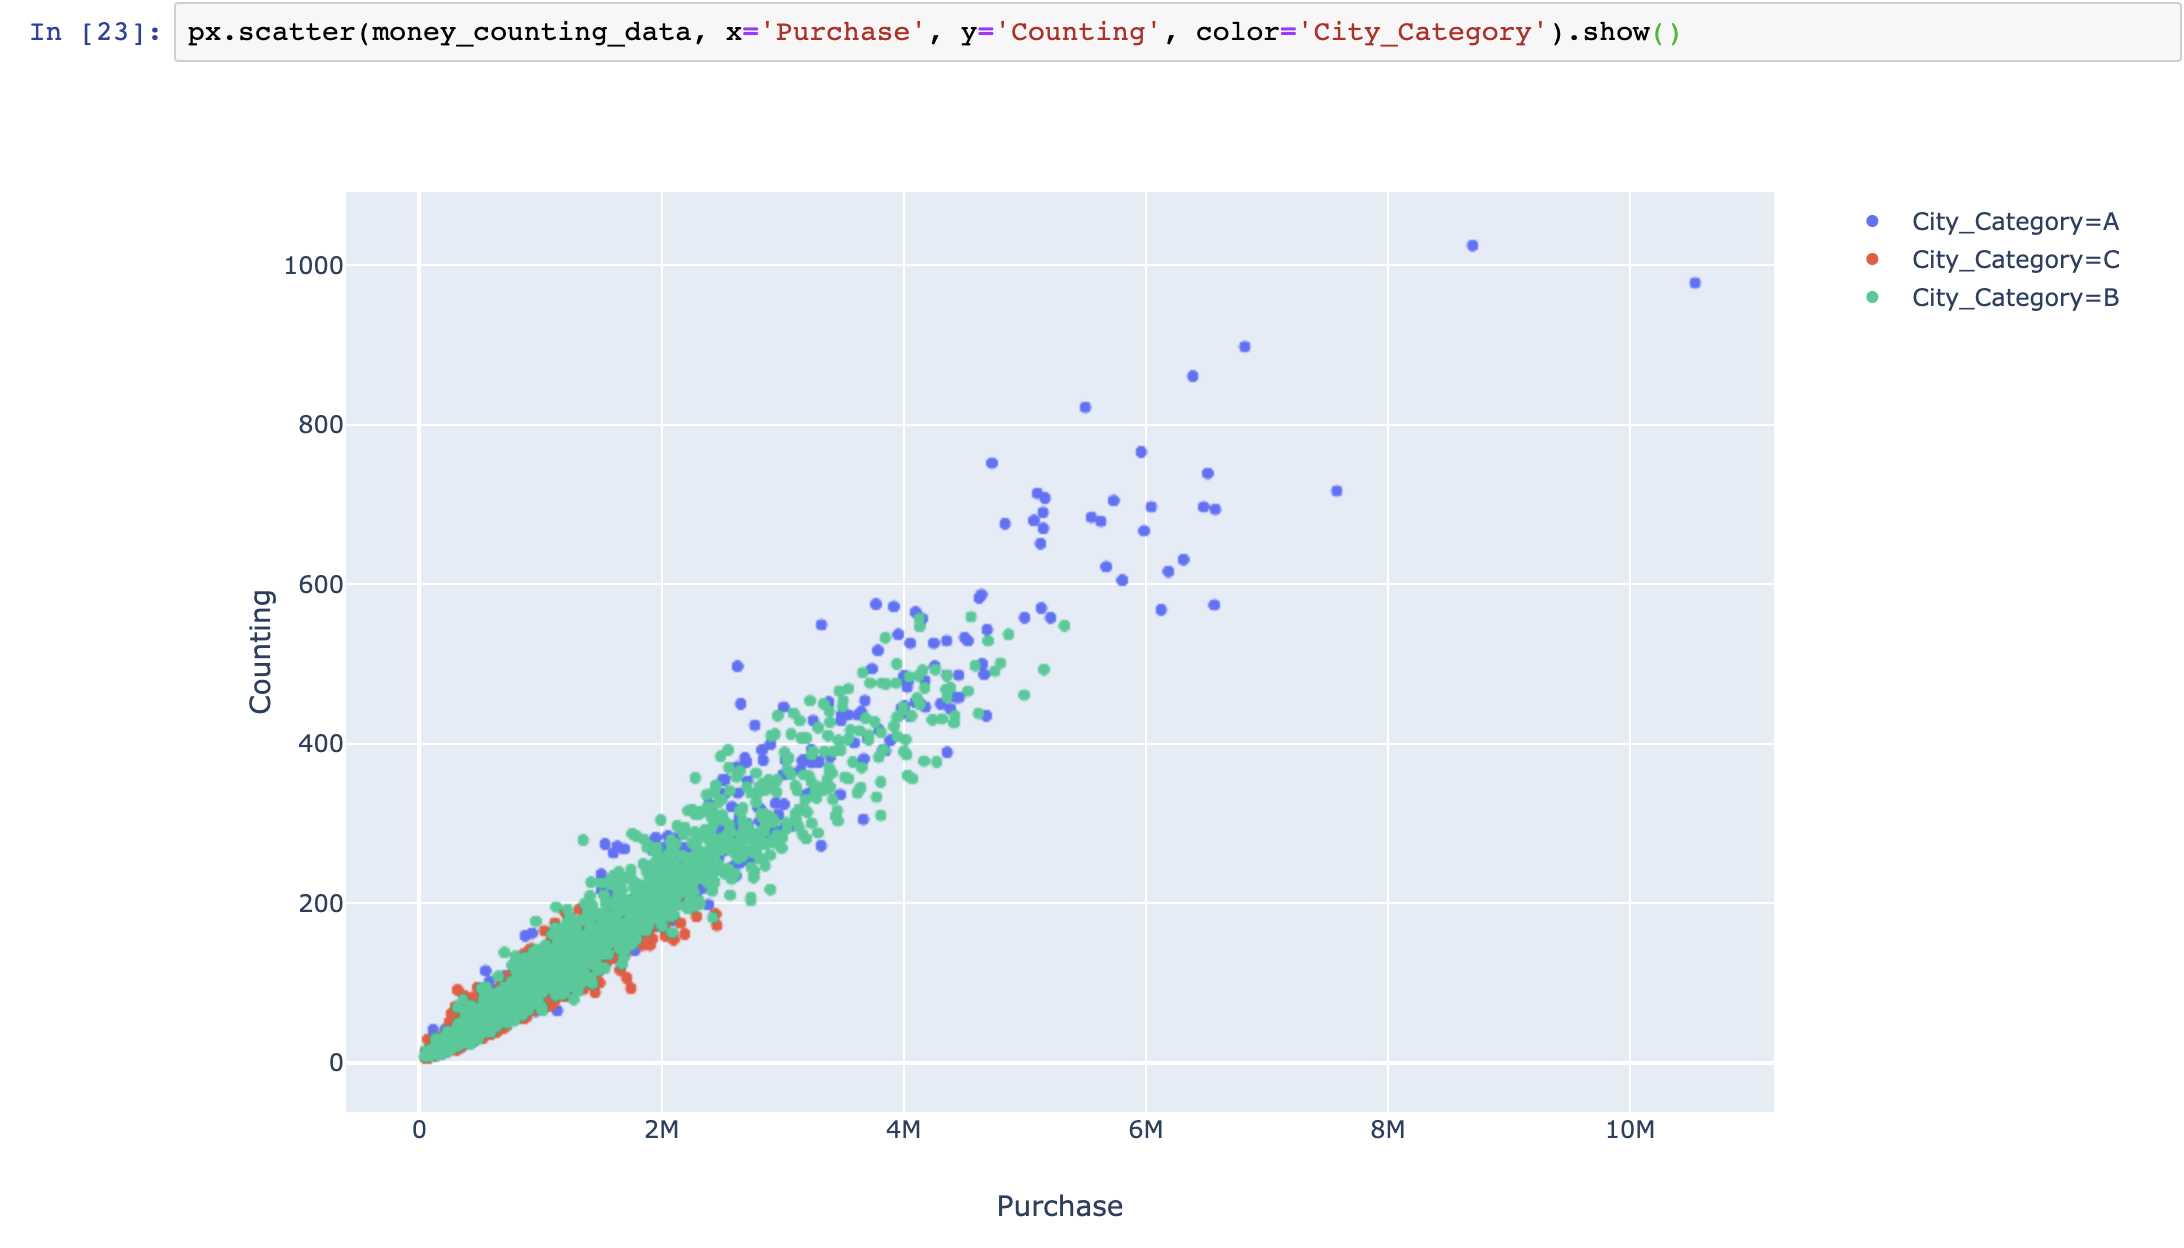 In [23]: px.scatter(money_counting_data, x='Purchase', y='Counting', color='City_Category').show()
City_Category=A
City_Category=C
City_Category=B
1000
800
600
400
200
0
Counting
0 2M 4M 6M 8M 10M
Purchase